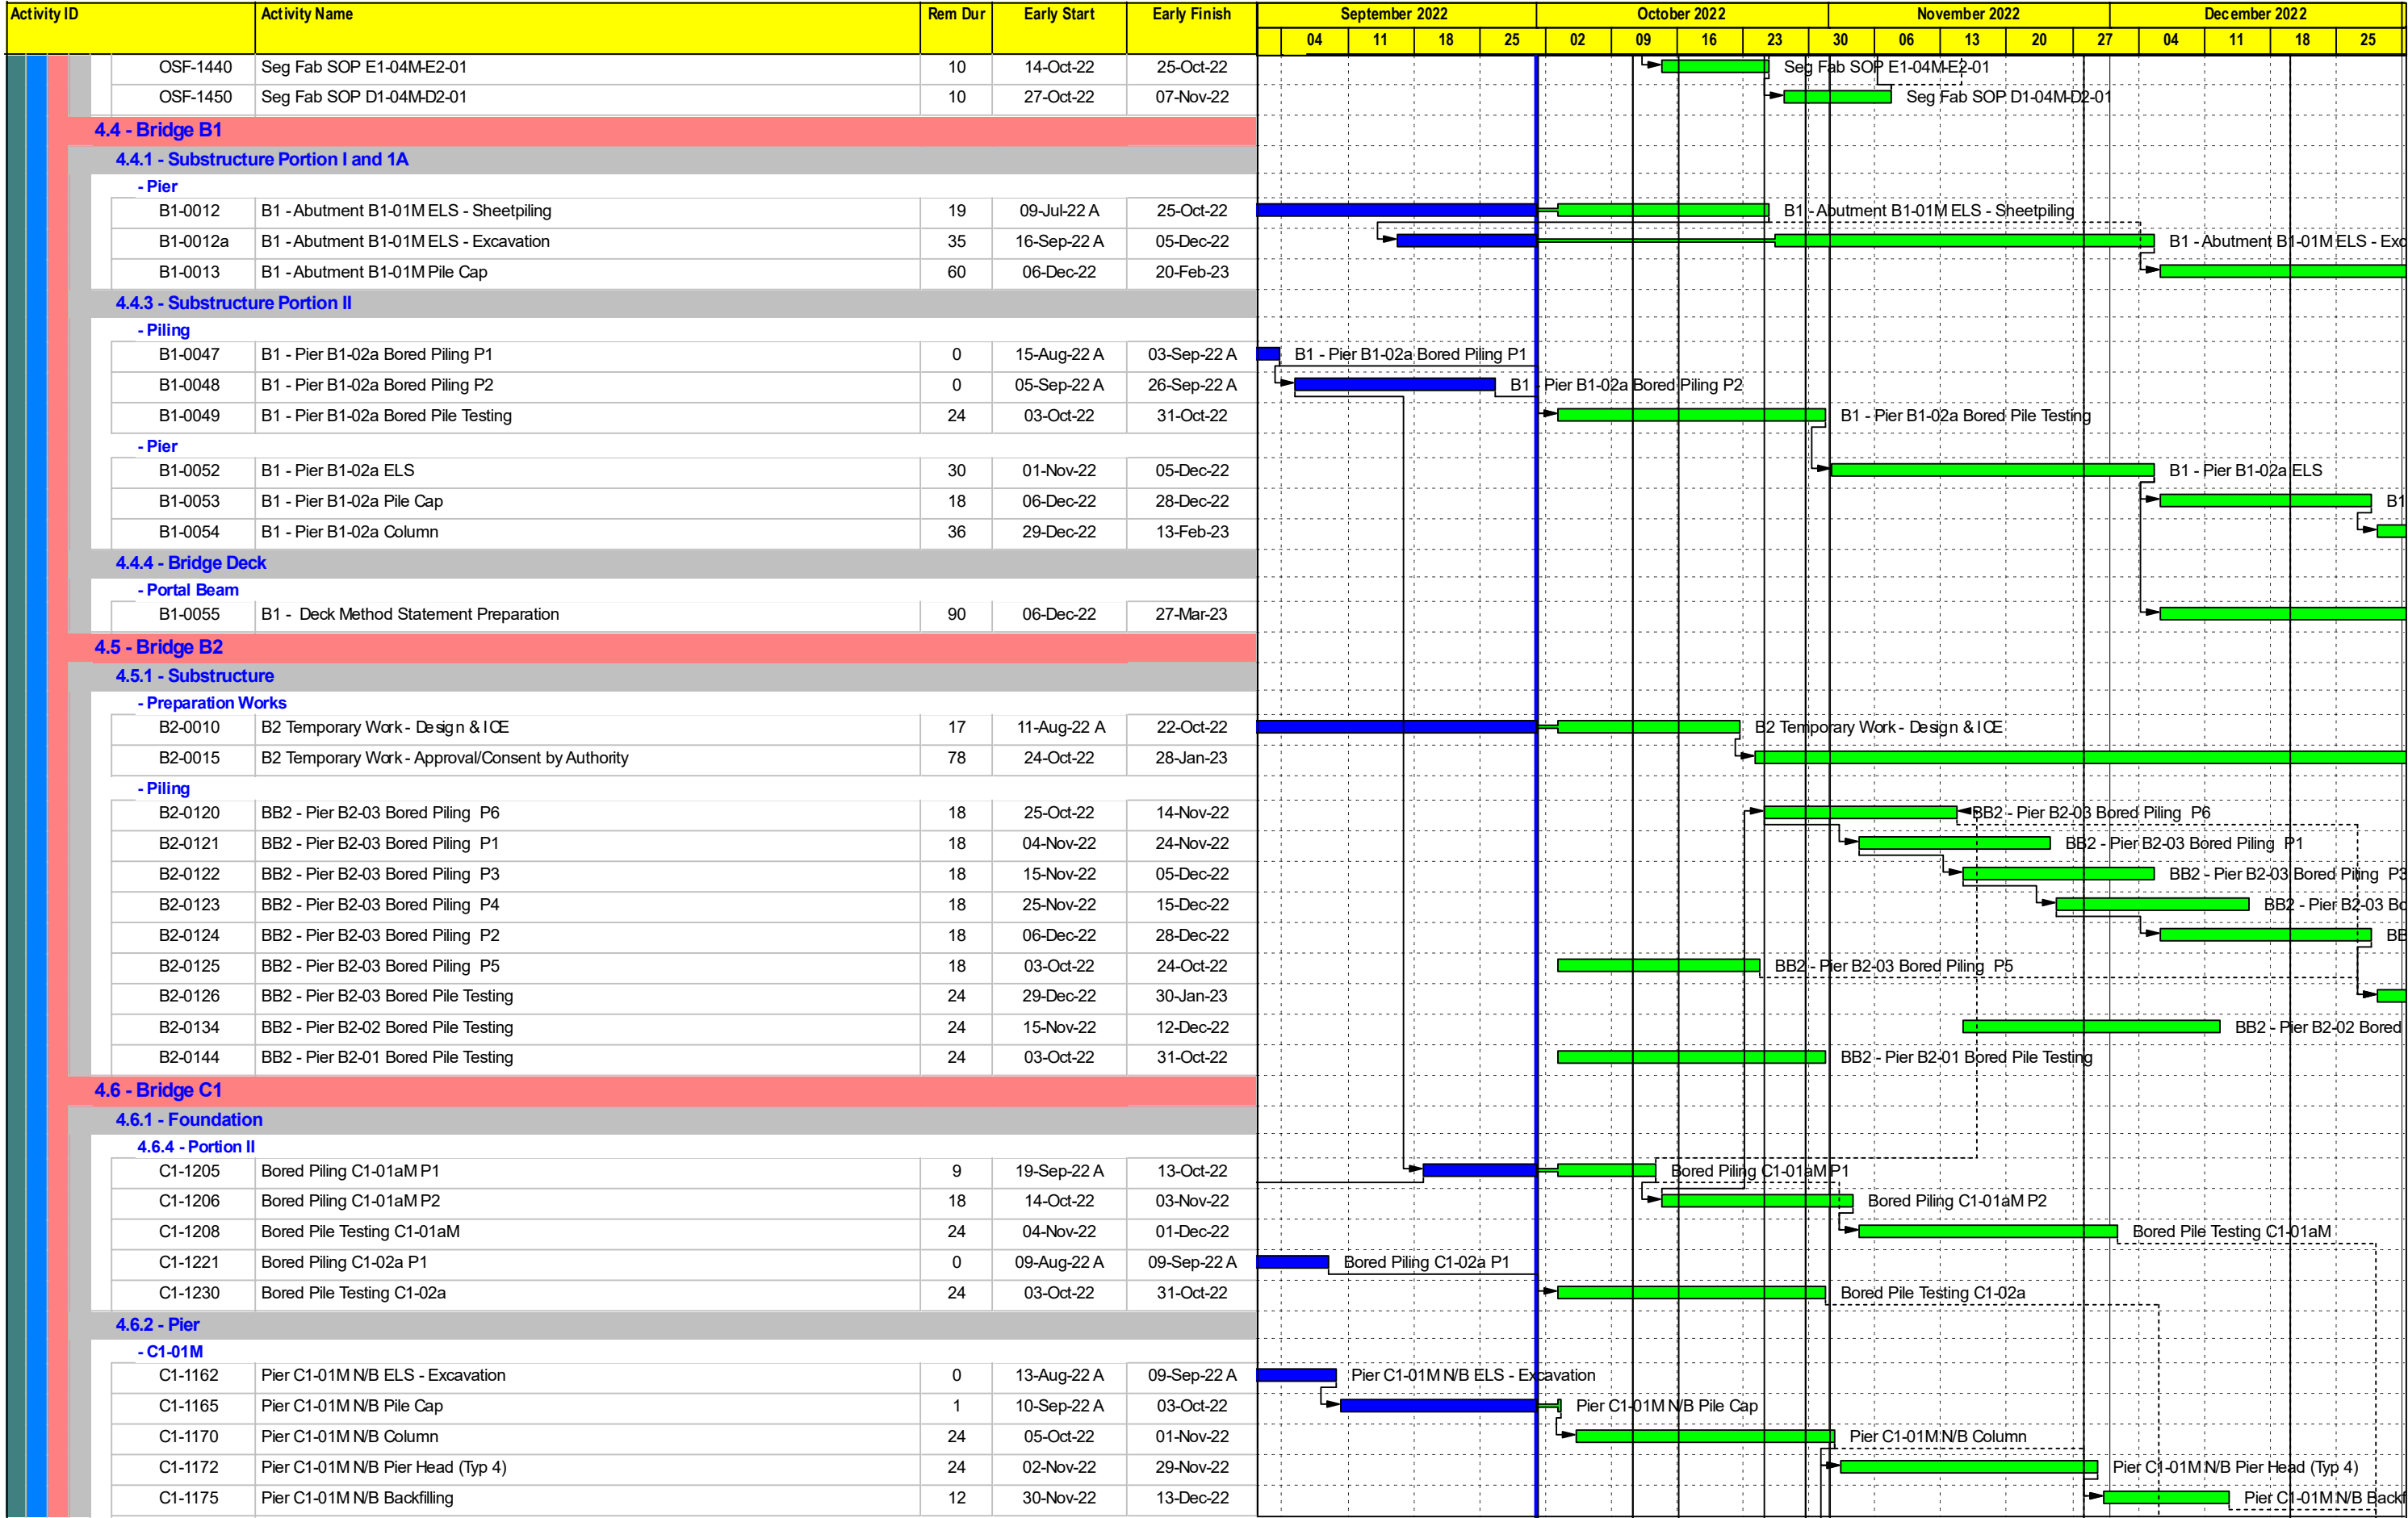 Activity ID Activity Name Rem Dur Early Start Early Finish September 2022 October 2022 November 2022 December 2022
04 11 18 25 02 09 16 23 30 06 13 20 27 04 11 18 25
OSF-1440 Seg Fab SOP E1-04M-E2-01 10 14-Oct-22 25-Oct-22 Seg Fab SOP E1-04M-E2-01
OSF-1450 Seg Fab SOP D1-04M-D2-01 10 27-Oct-22 07-Nov-22 Seg Fab SOP D1-04M-D2-01
4.4 - Bridge B1
4.4.1 - Substructure Portion I and 1A
- Pier
B1-0012 B1 - Abutment B1-01M ELS - Sheetpiling 19 09-Jul-22 A 25-Oct-22 B1 - Abutment B1-01M ELS - Sheetpiling
B1-0012a B1 - Abutment B1-01M ELS - Excavation 35 16-Sep-22 A 05-Dec-22 B1 - Abutment B1-01M ELS - Exc
B1-0013 B1 - Abutment B1-01M Pile Cap 60 06-Dec-22 20-Feb-23
4.4.3 - Substructure Portion II
- Piling
B1-0047 B1 - Pier B1-02a Bored Piling P1 0 15-Aug-22 A 03-Sep-22 A B1 - Pier B1-02a Bored Piling P1
B1-0048 B1 - Pier B1-02a Bored Piling P2 0 05-Sep-22 A 26-Sep-22 A B1 - Pier B1-02a Bored Piling P2
B1-0049 B1 - Pier B1-02a Bored Pile Testing 24 03-Oct-22 31-Oct-22 B1 - Pier B1-02a Bored Pile Testing
- Pier
B1-0052 B1 - Pier B1-02a ELS 30 01-Nov-22 05-Dec-22 B1 - Pier B1-02a ELS
B1-0053 B1 - Pier B1-02a Pile Cap 18 06-Dec-22 28-Dec-22 B1
B1-0054 B1 - Pier B1-02a Column 36 29-Dec-22 13-Feb-23
4.4.4 - Bridge Deck
- Portal Beam
B1-0055 B1 - Deck Method Statement Preparation 90 06-Dec-22 27-Mar-23
4.5 - Bridge B2
4.5.1 - Substructure
- Preparation Works
B2-0010 B2 Temporary Work - Design & ICE 17 11-Aug-22 A 22-Oct-22 B2 Temporary Work - Design & ICE
B2-0015 B2 Temporary Work - Approval/Consent by Authority 78 24-Oct-22 28-Jan-23
- Piling
B2-0120 BB2 - Pier B2-03 Bored Piling P6 18 25-Oct-22 14-Nov-22 BB2 - Pier B2-03 Bored Piling P6
B2-0121 BB2 - Pier B2-03 Bored Piling P1 18 04-Nov-22 24-Nov-22 BB2 - Pier B2-03 Bored Piling P1
B2-0122 BB2 - Pier B2-03 Bored Piling P3 18 15-Nov-22 05-Dec-22 BB2 - Pier B2-03 Bored Piling P3
B2-0123 BB2 - Pier B2-03 Bored Piling P4 18 25-Nov-22 15-Dec-22 BB2 - Pier B2-03 Bo
B2-0124 BB2 - Pier B2-03 Bored Piling P2 18 06-Dec-22 28-Dec-22 BB
B2-0125 BB2 - Pier B2-03 Bored Piling P5 18 03-Oct-22 24-Oct-22 BB2 - Pier B2-03 Bored Piling P5
B2-0126 BB2 - Pier B2-03 Bored Pile Testing 24 29-Dec-22 30-Jan-23
B2-0134 BB2 - Pier B2-02 Bored Pile Testing 24 15-Nov-22 12-Dec-22 BB2 - Pier B2-02 Bored
B2-0144 BB2 - Pier B2-01 Bored Pile Testing 24 03-Oct-22 31-Oct-22 BB2 - Pier B2-01 Bored Pile Testing
4.6 - Bridge C1
4.6.1 - Foundation
4.6.4 - Portion II
C1-1205 Bored Piling C1-01aM P1 9 19-Sep-22 A 13-Oct-22 Bored Piling C1-01aM P1
C1-1206 Bored Piling C1-01aM P2 18 14-Oct-22 03-Nov-22 Bored Piling C1-01aM P2
C1-1208 Bored Pile Testing C1-01aM 24 04-Nov-22 01-Dec-22 Bored Pile Testing C1-01aM
C1-1221 Bored Piling C1-02a P1 0 09-Aug-22 A 09-Sep-22 A Bored Piling C1-02a P1
C1-1230 Bored Pile Testing C1-02a 24 03-Oct-22 31-Oct-22 Bored Pile Testing C1-02a
4.6.2 - Pier
- C1-01M
C1-1162 Pier C1-01M N/B ELS - Excavation 0 13-Aug-22 A 09-Sep-22 A Pier C1-01M N/B ELS - Excavation
C1-1165 Pier C1-01M N/B Pile Cap 1 10-Sep-22 A 03-Oct-22 Pier C1-01M N/B Pile Cap
C1-1170 Pier C1-01M N/B Column 24 05-Oct-22 01-Nov-22 Pier C1-01M N/B Column
C1-1172 Pier C1-01M N/B Pier Head (Typ 4) 24 02-Nov-22 29-Nov-22 Pier C1-01M N/B Pier Head (Typ 4)
C1-1175 Pier C1-01M N/B Backfilling 12 30-Nov-22 13-Dec-22 Pier C1-01M N/B Backf